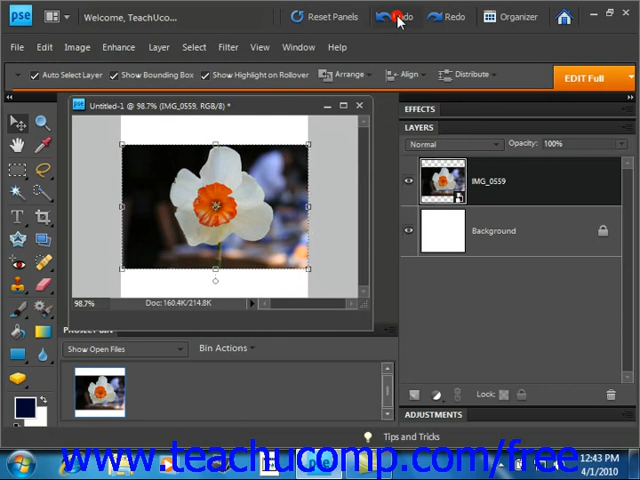 pse Welcome, TeachUco... Reset Panels Undo Redo Organizer
File Edit Image Enhance Layer Select Filter View Window Help
Auto Select Layer Show Bounding Box Show Highlight on Rollover Arrange Align Distribute EDIT Full
Untitled-1 @ 98.7% (IMG_0559, RGB/8) *
EFFECTS
LAYERS
Normal Opacity: 100%
IMG_0559
Background
98.7% Doc:160.4K/214.8K
PROJECT BIN
Show Open Files Bin Actions
Lock:
ADJUSTMENTS
Tips and Tricks
www.teachucomp.com/free
12:43 PM
4/1/2010